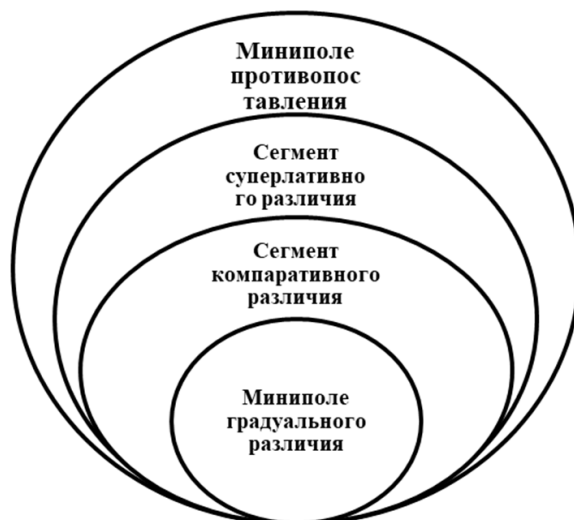 Миниполе
противопос
тавления
Сегмент
суперлативно
го различия
Сегмент
компаративного
различия
Миниполе
градуального
различия